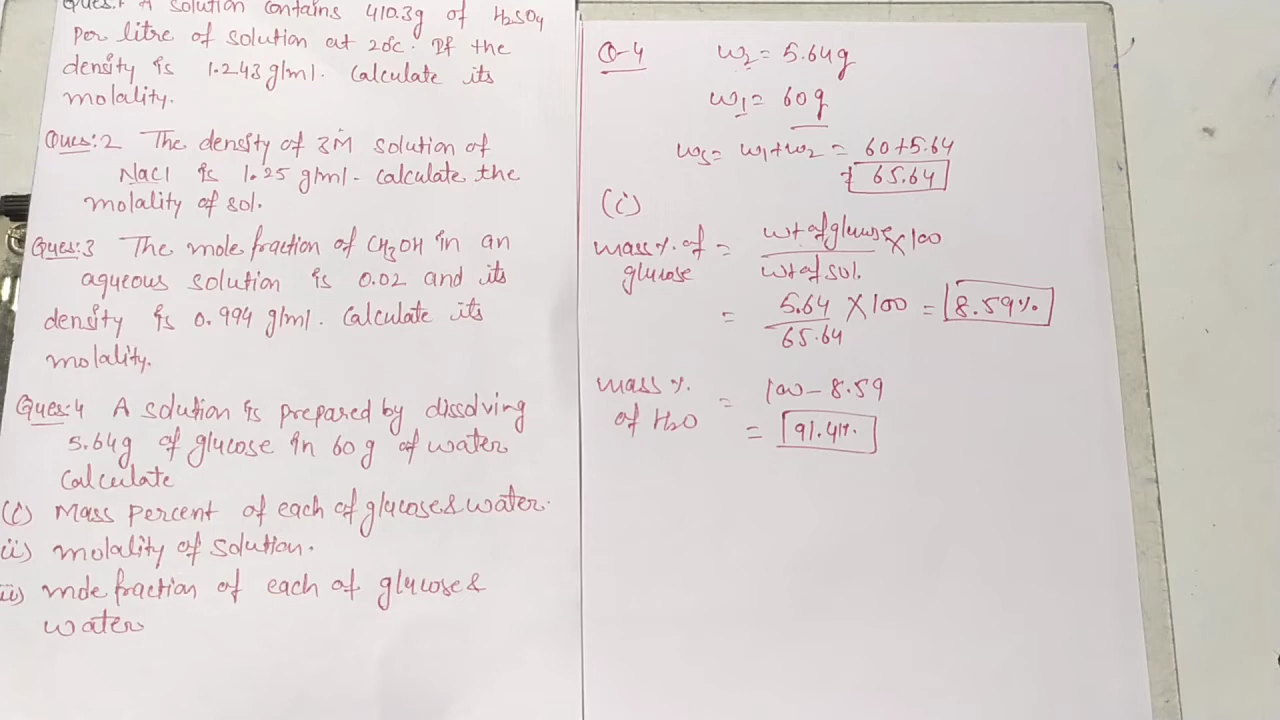 Ques:1 A solution contains 410.3g of H2SO4
per litre of solution at 20°c. If the
density is 1.243 g/ml. Calculate its
molality.
Ques:2 The density of 3M solution of
NaCl is 1.25 g/ml. calculate the
molality of sol.
Ques:3 The mole fraction of CH3OH in an
aqueous solution is 0.02 and its
density is 0.994 g/ml. Calculate its
molality.
Ques:4 A solution is prepared by dissolving
5.64g of glucose in 60 g of water
Calculate
(i) Mass percent of each of glucose & water.
ii) molality of solution.
iii) mole fraction of each of glucose &
water
Q-4 w2 = 5.64g
w1 = 60g
ws = w1+w2 = 60+5.64
= 65.64
(i)
mass %. of glucose = wt of glucose / wt of sol. × 100
= 5.64 / 65.64 × 100 = 8.59%
mass %. of H2O = 100 - 8.59
= 91.41%.